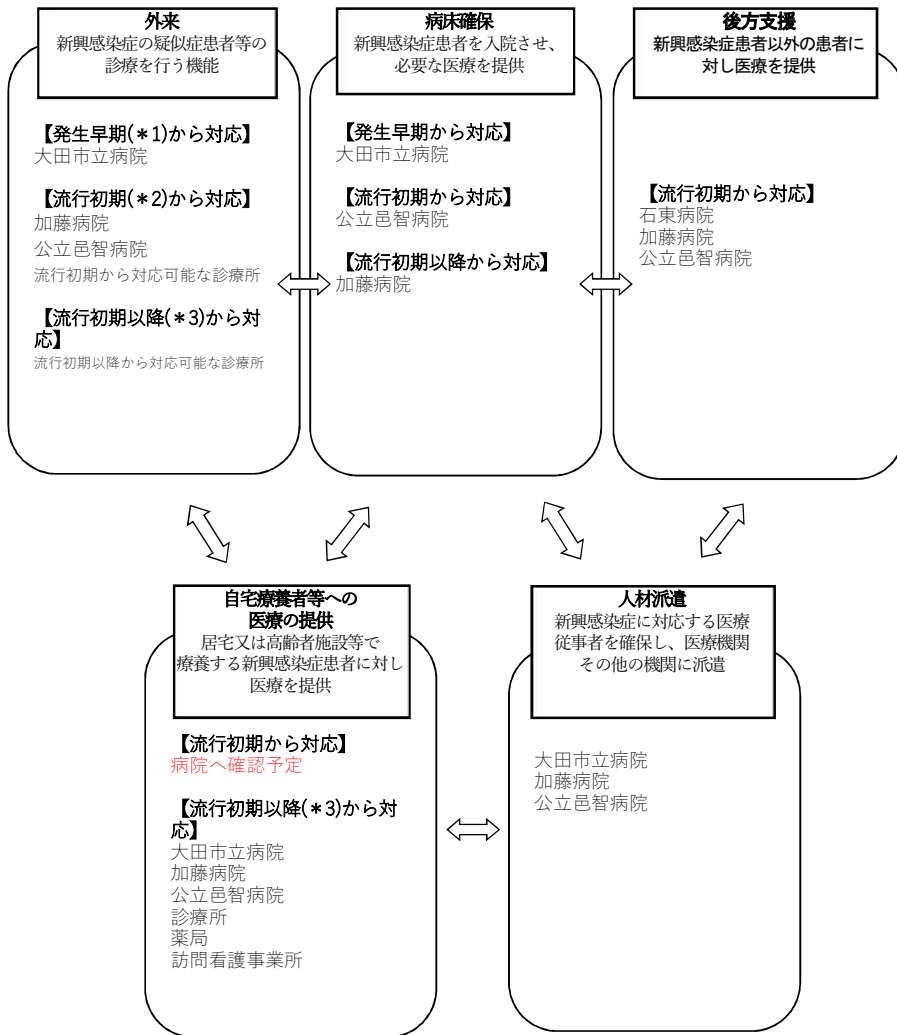 外来
新興感染症の疑似症患者等の
診療を行う機能
【発生早期(＊1)から対応】
大田市立病院
【流行初期(＊2)から対応】
加藤病院
公立邑智病院
流行初期から対応可能な診療所
【流行初期以降(＊3)から対
応】
流行初期以降から対応可能な診療所
病床確保
新興感染症患者を入院させ、
必要な医療を提供
【発生早期から対応】
大田市立病院
【流行初期から対応】
公立邑智病院
【流行初期以降から対応】
加藤病院
後方支援
新興感染症患者以外の患者に
対し医療を提供
【流行初期から対応】
石東病院
加藤病院
公立邑智病院
自宅療養者等への
医療の提供
居宅又は高齢者施設等で
療養する新興感染症患者に対し
医療を提供
【流行初期から対応】
病院へ確認予定
【流行初期以降(＊3)から対
応】
大田市立病院
加藤病院
公立邑智病院
診療所
薬局
訪問看護事業所
人材派遣
新興感染症に対応する医療
従事者を確保し、医療機関
その他の機関に派遣
大田市立病院
加藤病院
公立邑智病院